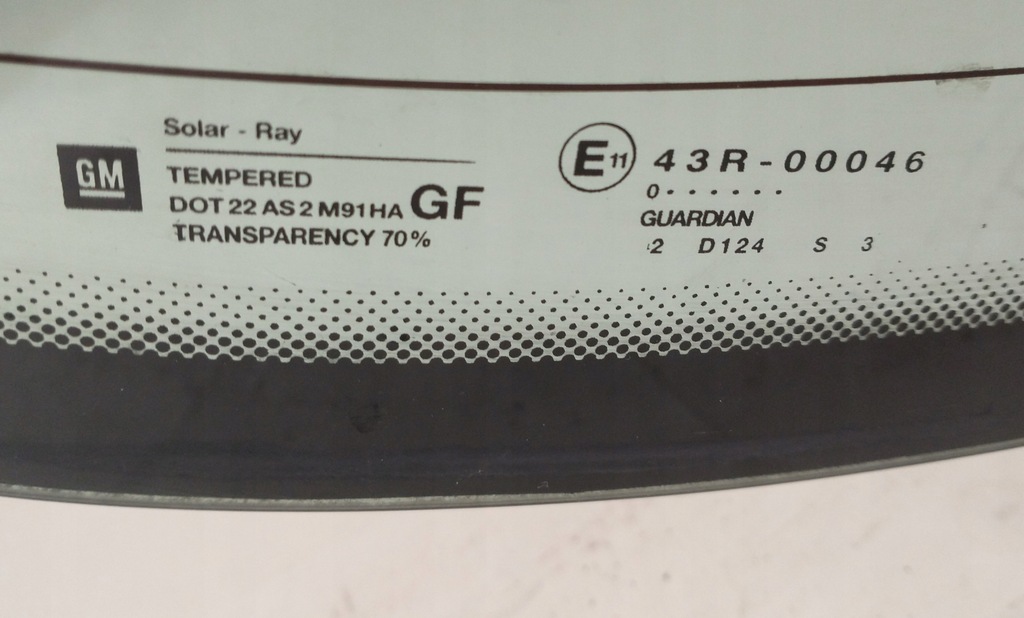 GM
Solar - Ray
TEMPERED
DOT 22 AS 2 M91HA GF
TRANSPARENCY 70%
E11 43R-00046
0······
GUARDIAN
2 D124 S 3